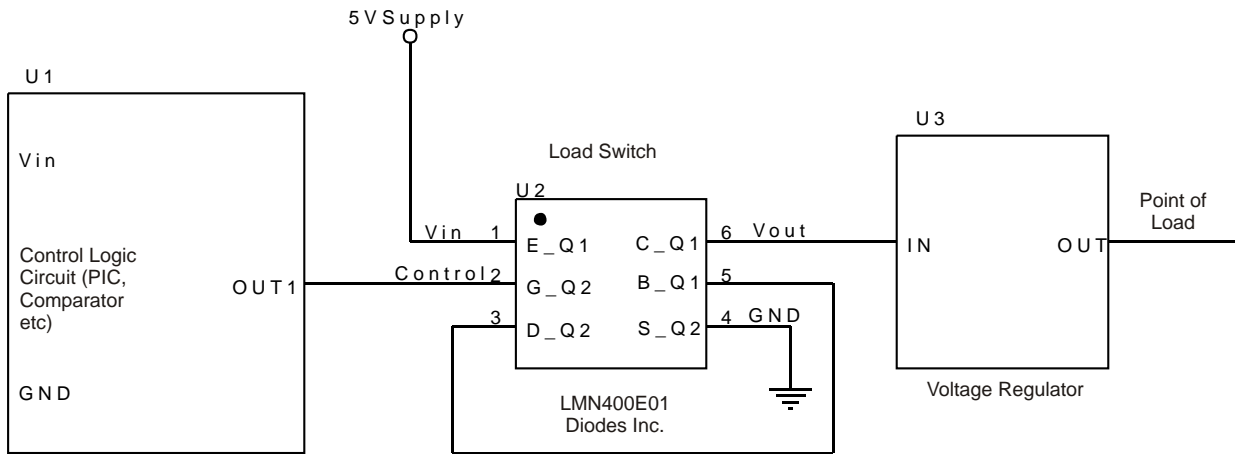 5V Supply
U1
Vin
Control Logic
Circuit (PIC,
Comparator
etc)
OUT1
GND
Load Switch
U2
Vin 1 E_Q1
Control 2 G_Q2
3 D_Q2
C_Q1 6 Vout
B_Q1 5
S_Q2 4 GND
LMN400E01
Diodes Inc.
U3
IN
OUT
Voltage Regulator
Point of
Load